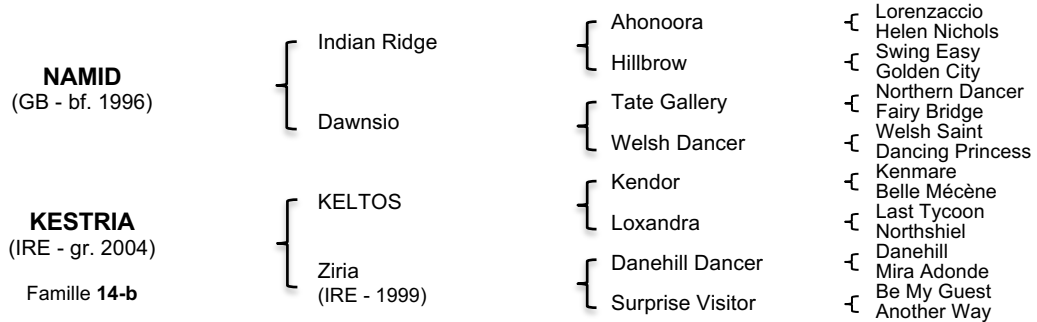 NAMID
(GB - bf. 1996)
Indian Ridge
Dawnsio
Ahonoora
Hillbrow
Tate Gallery
Welsh Dancer
Lorenzaccio
Helen Nichols
Swing Easy
Golden City
Northern Dancer
Fairy Bridge
Welsh Saint
Dancing Princess
KESTRIA
(IRE - gr. 2004)
Famille 14-b
KELTOS
Ziria
(IRE - 1999)
Kendor
Loxandra
Danehill Dancer
Surprise Visitor
Kenmare
Belle Mécène
Last Tycoon
Northshiel
Danehill
Mira Adonde
Be My Guest
Another Way